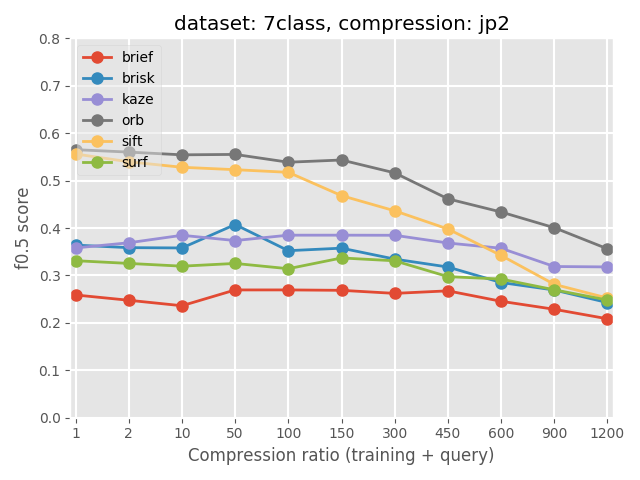 dataset: 7class, compression: jp2
brief
brisk
kaze
orb
sift
surf
0.8
0.7
0.6
0.5
0.4
0.3
0.2
0.1
0.0
f0.5 score
1 2 10 50 100 150 300 450 600 900 1200
Compression ratio (training + query)